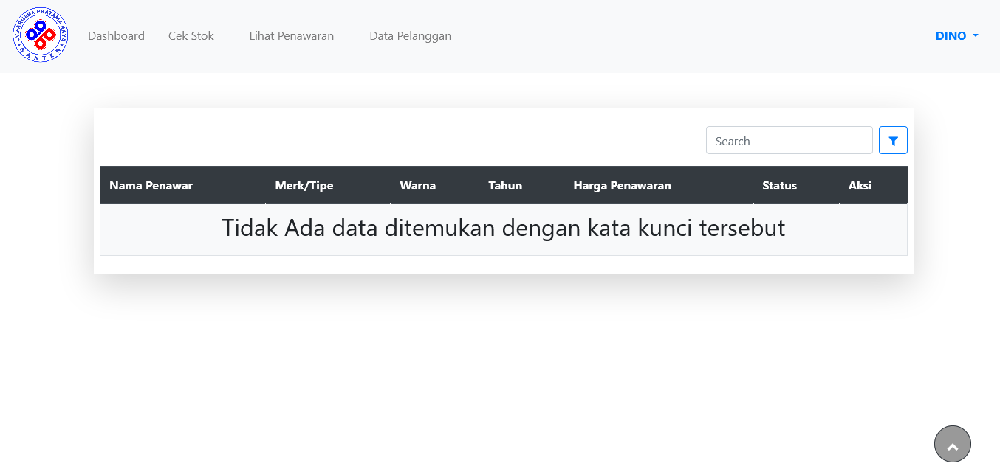 CV.FARGASA PRATAMA RAYA
BANTEN
Dashboard
Cek Stok
Lihat Penawaran
Data Pelanggan
DINO
Search
Nama Penawar
Merk/Tipe
Warna
Tahun
Harga Penawaran
Status
Aksi
Tidak Ada data ditemukan dengan kata kunci tersebut